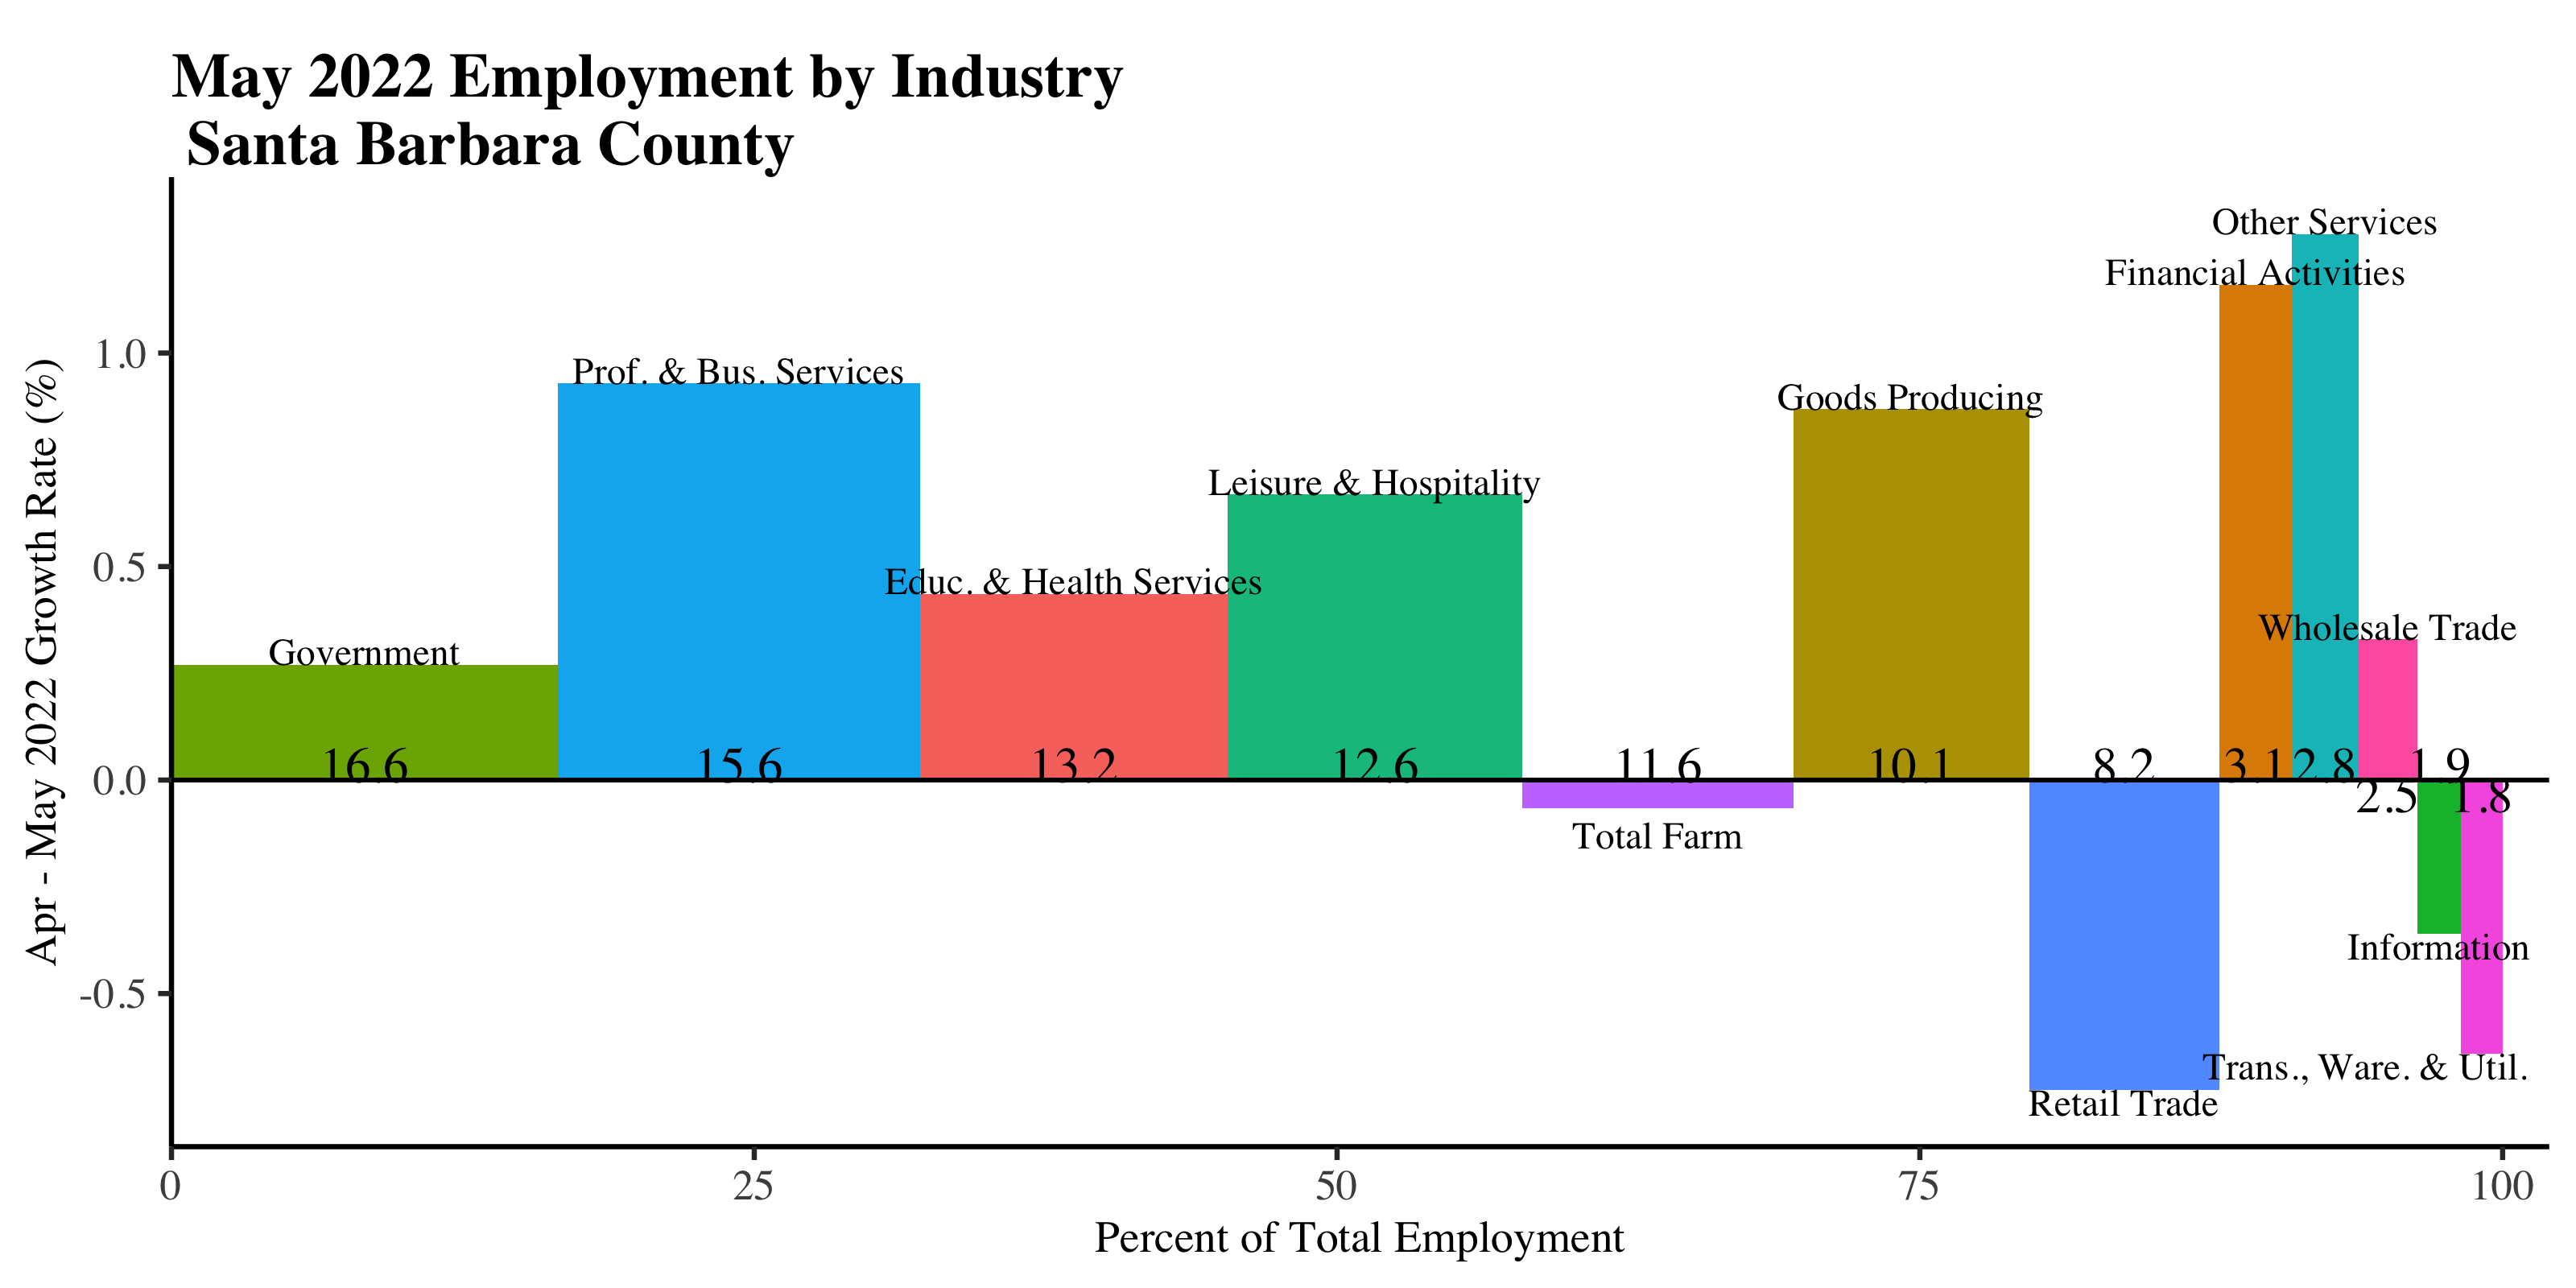 May 2022 Employment by Industry
Santa Barbara County
Apr - May 2022 Growth Rate (%)
1.0
0.5
0.0
-0.5
Other Services
Financial Activities
Prof. & Bus. Services
Goods Producing
Leisure & Hospitality
Educ. & Health Services
Wholesale Trade
Government
16.6
15.6
13.2
12.6
11.6
10.1
8.2
3.1
2.8
1.9
2.5
1.8
Total Farm
Information
Trans., Ware. & Util.
Retail Trade
0
25
50
75
100
Percent of Total Employment